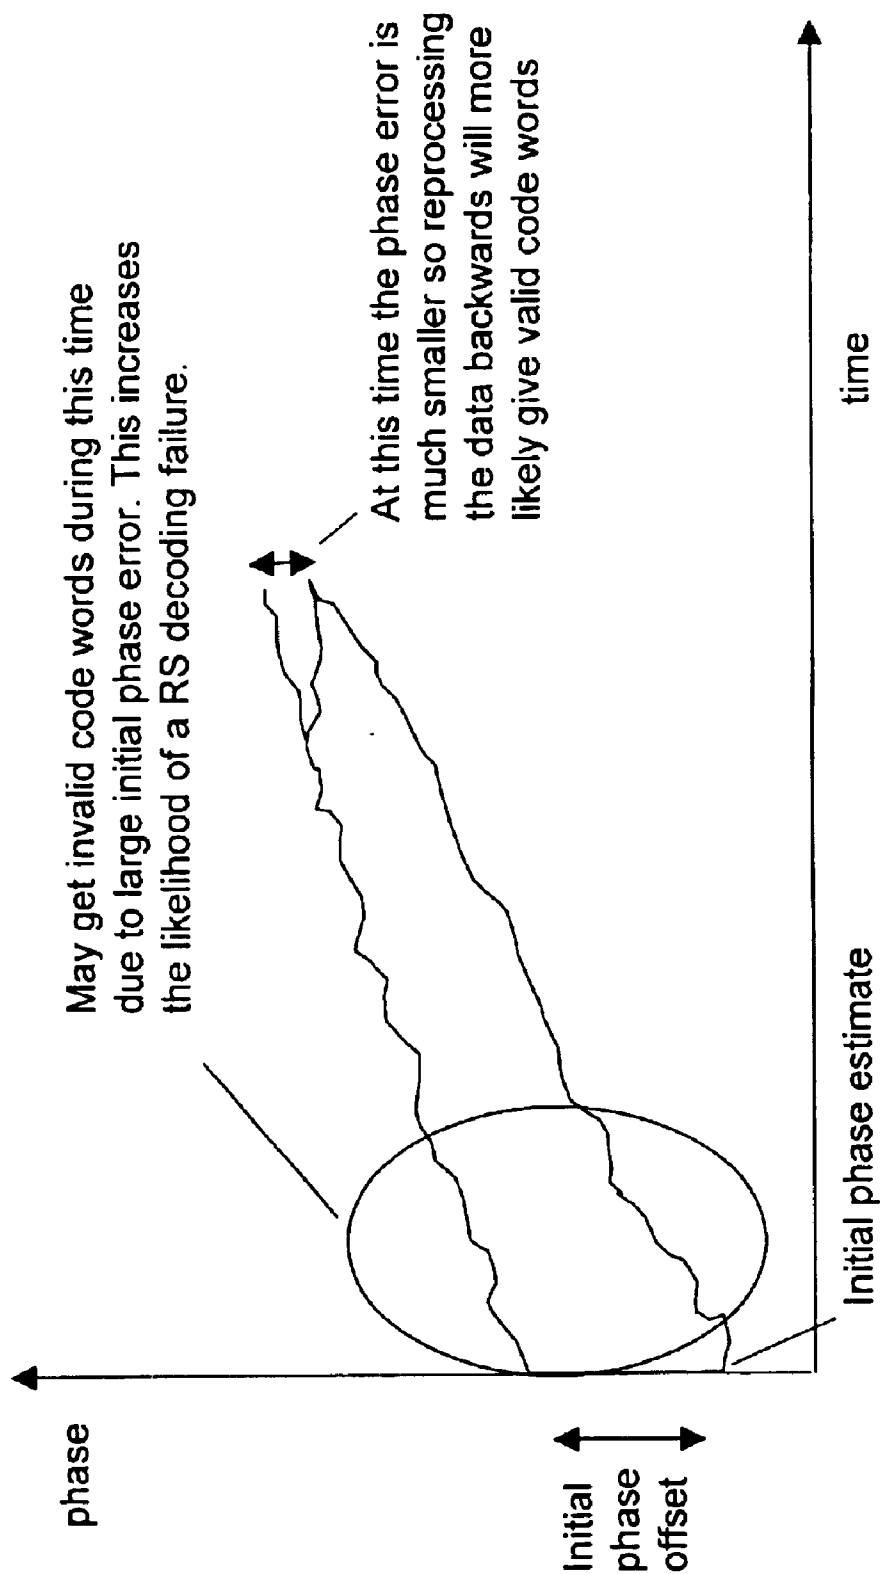 phase
May get invalid code words during this time
due to large initial phase error. This increases
the likelihood of a RS decoding failure.
At this time the phase error is
much smaller so reprocessing
the data backwards will more
likely give valid code words
Initial
phase
offset
Initial phase estimate
time